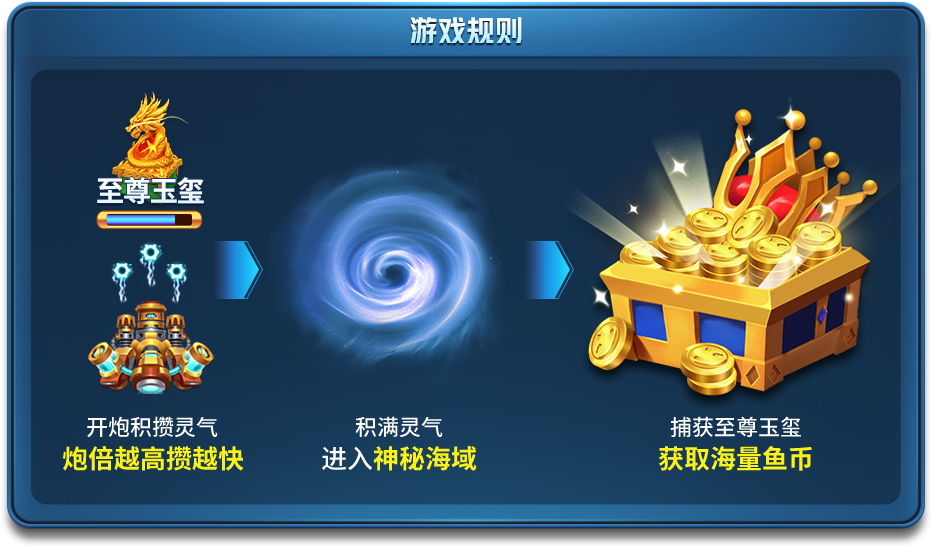 游戏规则
至尊玉玺
开炮积攒灵气
炮倍越高攒越快
积满灵气
进入神秘海域
捕获至尊玉玺
获取海量鱼币